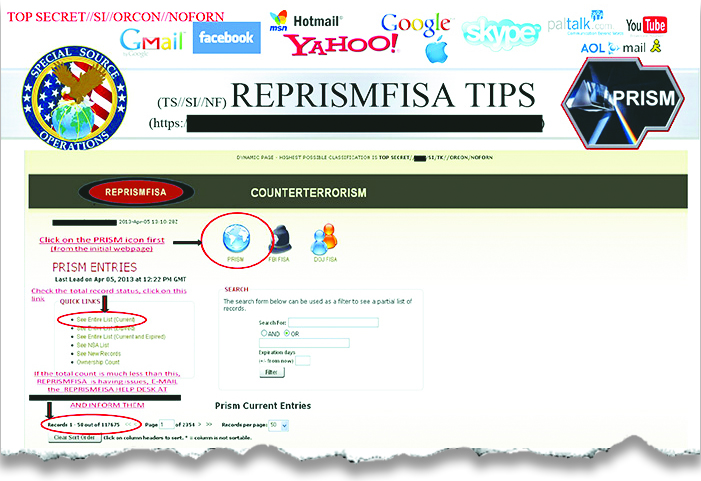 TOP SECRET//SI//ORCON/NOFORN
Gmail
by Google
facebook
msn Hotmail
YAHOO!
Google
skype
paltalk.com
YouTube
AOL mail
SPECIAL SOURCE OPERATIONS
(TS//SI//NF) REPRISMFISA TIPS
(https: )
PRISM
DYNAMIC PAGE - HIGHEST POSSIBLE CLASSIFICATION IS TOP SECRET// /SI/TK//ORCON/NOFORN
REPRISMFISA COUNTERTERRORISM
2013-Apr-05 13-10-28Z
Click on the PRISM icon first
(from the initial webpage)
PRISM FBI FISA DOJ FISA
PRISM ENTRIES
Last Lead on Apr 05, 2013 at 12:22 PM GMT
Check the total record status, click on this
link
QUICK LINKS
See Entire List (Current)
See Entire List (Expired)
See Entire List (Current and Expired)
See NSA List
See New Records
Ownership Count
SEARCH
The search form below can be used as a filter to see a partial list of
records.
Search For:
AND OR
Expiration days
(+/- from now)
Filter
If the total count is much less than this,
REPRISMFISA is having issues, E-MAIL
the REPRISMFISA HELP DESK AT
AND INFORM THEM
Prism Current Entries
Records 1 - 50 out of 117675 << < Page 1 of 2354 > >> Records per page: 50
Clear Sort Order Click on column headers to sort. * = column is not sortable.